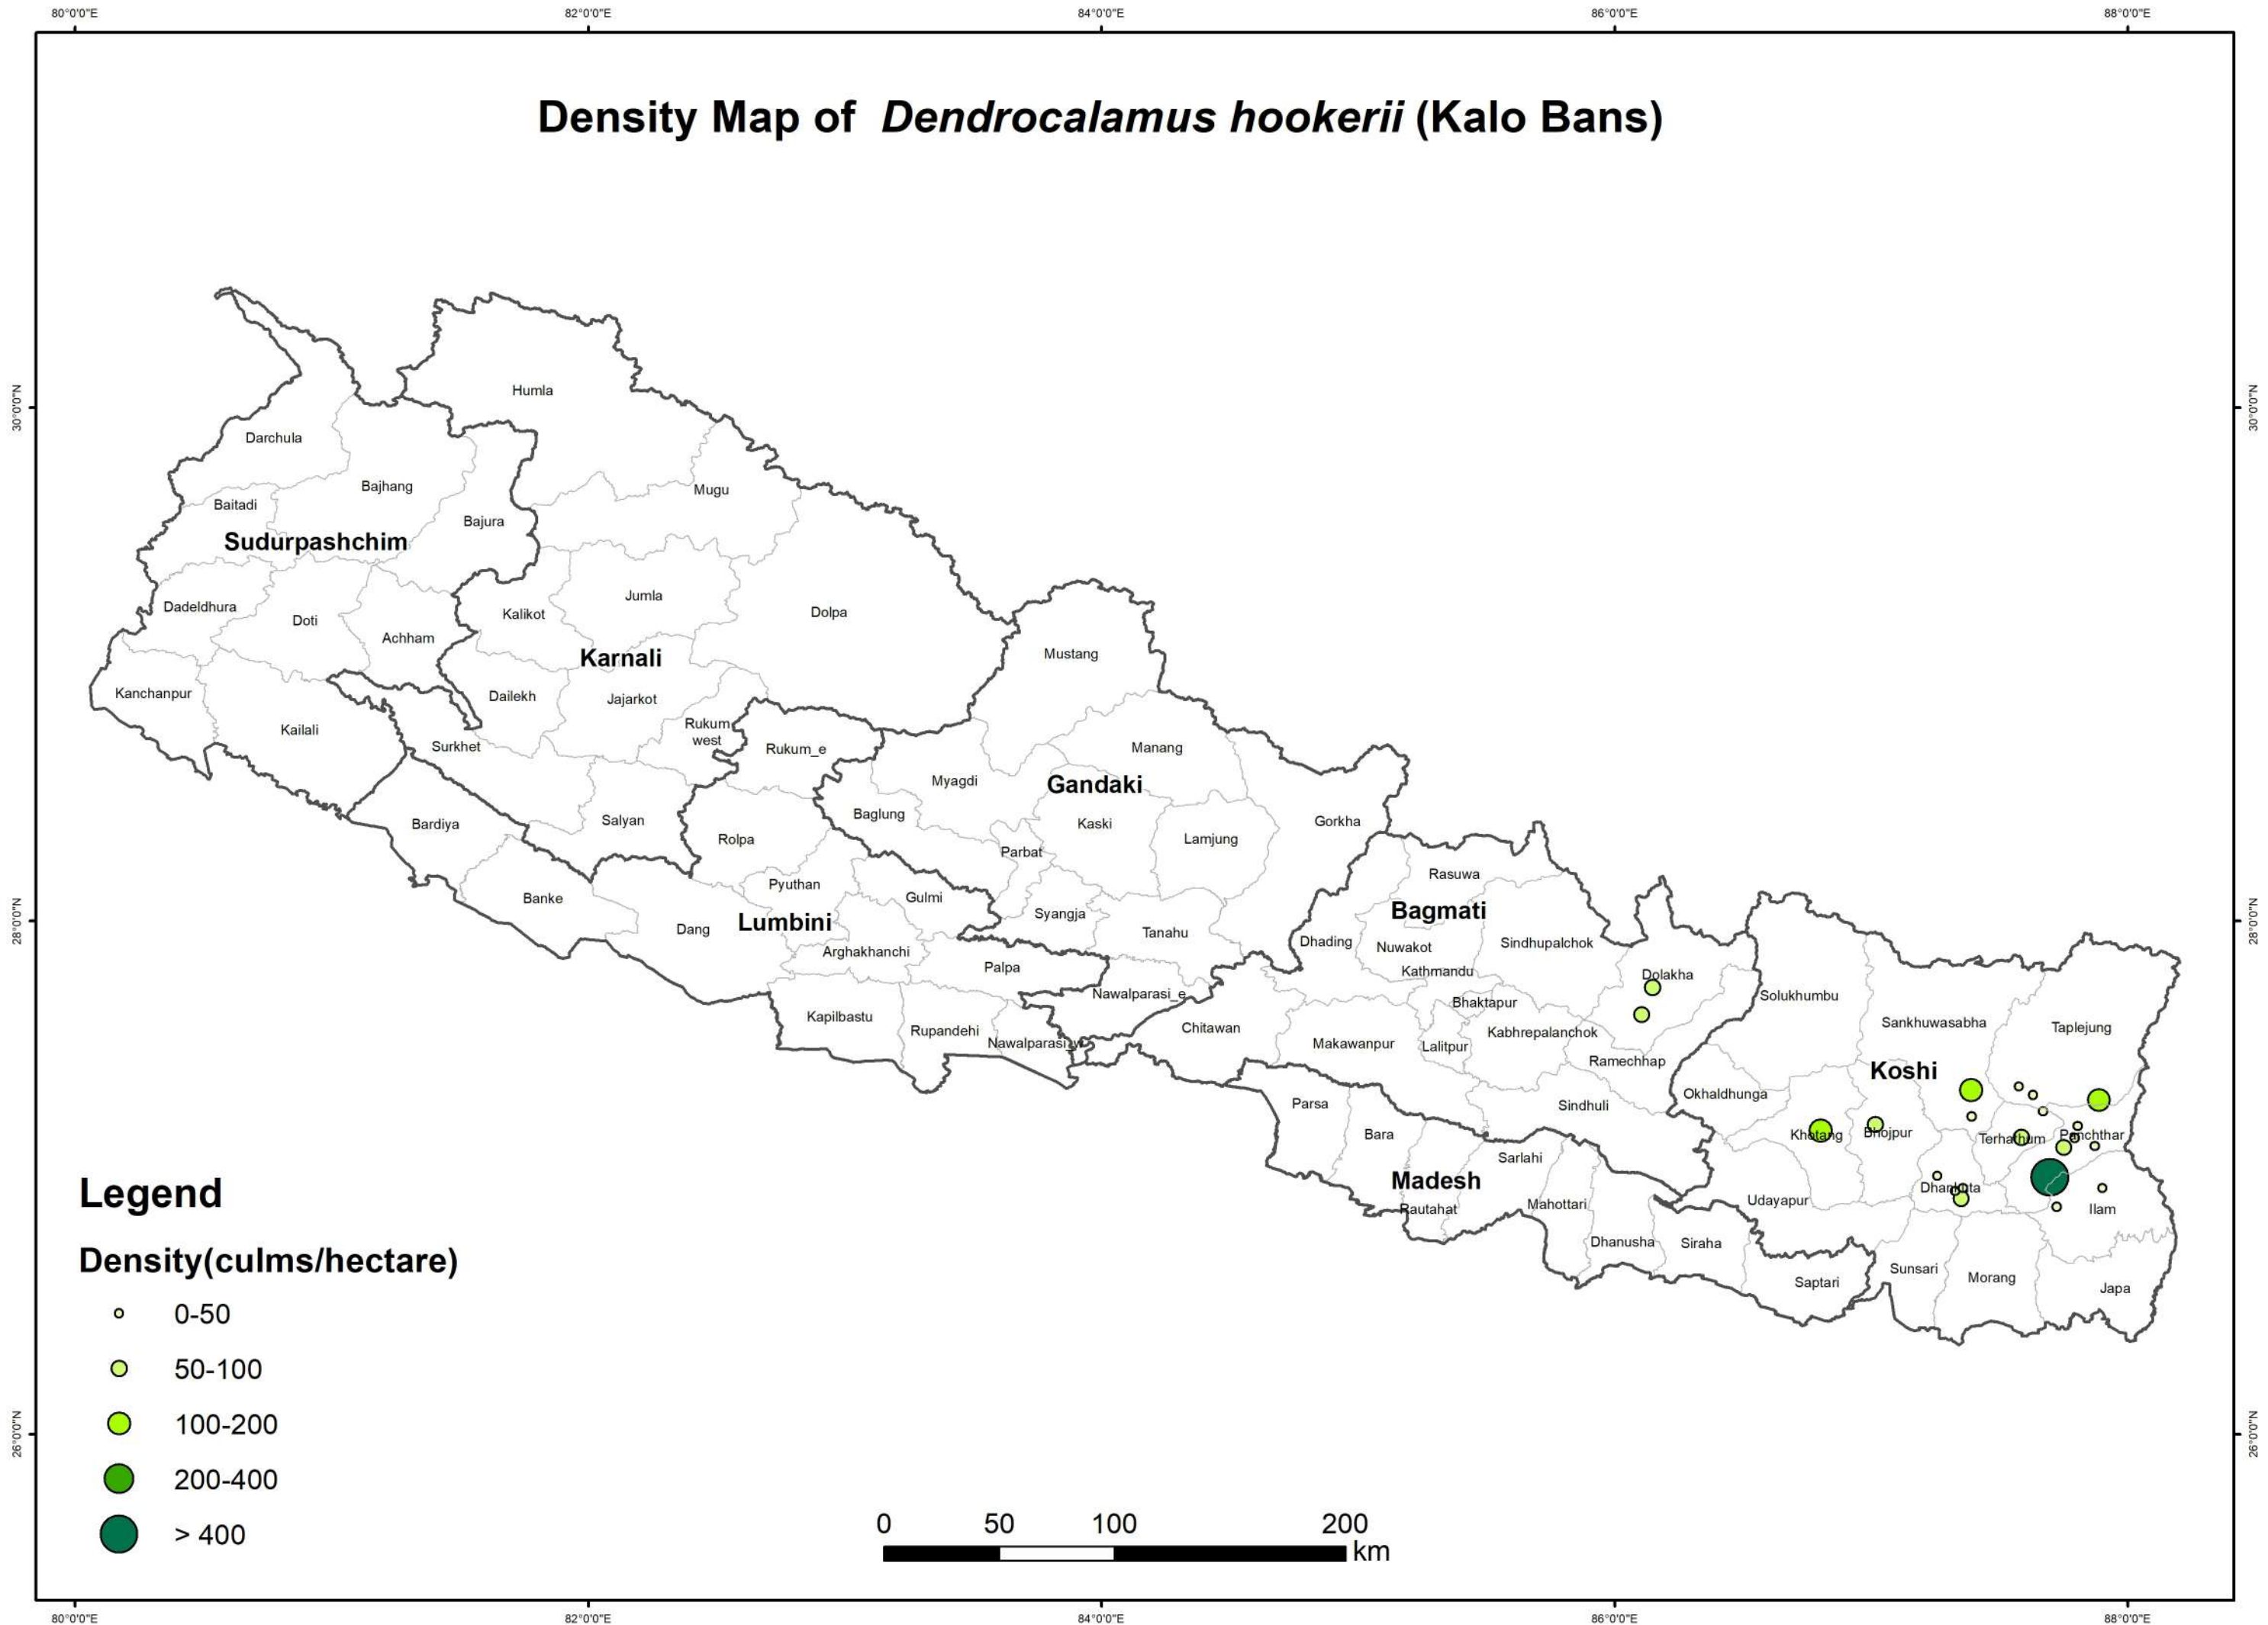 80°0'0"E 82°0'0"E 84°0'0"E 86°0'0"E 88°0'0"E
Density Map of Dendrocalamus hookerii (Kalo Bans)
30°0'0"N 30°0'0"N
28°0'0"N 28°0'0"N
26°0'0"N 26°0'0"N
Humla
Darchula
Bajhang
Mugu
Baitadi
Bajura
Sudurpashchim
Jumla
Dadeldhura
Dolpa
Kalikot
Doti
Achham
Mustang
Karnali
Kanchanpur
Dailekh
Jajarkot
Rukum
west
Kailali
Surkhet
Rukum_e
Manang
Myagdi
Gandaki
Baglung
Salyan
Gorkha
Bardiya
Kaski
Rolpa
Lamjung
Parbat
Rasuwa
Pyuthan
Banke
Gulmi
Bagmati
Syangja
Lumbini
Dang
Tanahu
Dhading
Sindhupalchok
Nuwakot
Arghakhanchi
Palpa
Kathmandu
Dolakha
Nawalparasi_e
Solukhumbu
Bhaktapur
Kapilbastu
Sankhuwasabha
Chitawan
Taplejung
Rupandehi
Kabhrepalanchok
Nawalparasi_w
Makawanpur
Lalitpur
Ramechhap
Koshi
Okhaldhunga
Parsa
Sindhuli
Bara
Khotang
Bhojpur
Terhathum
Panchthar
Sarlahi
Madesh
Dhankuta
Udayapur
Mahottari
Rautahat
Ilam
Dhanusha
Siraha
Sunsari
Morang
Saptari
Japa
Legend
Density(culms/hectare)
0-50
50-100
100-200
200-400
> 400
0 50 100 200
km
80°0'0"E 82°0'0"E 84°0'0"E 86°0'0"E 88°0'0"E